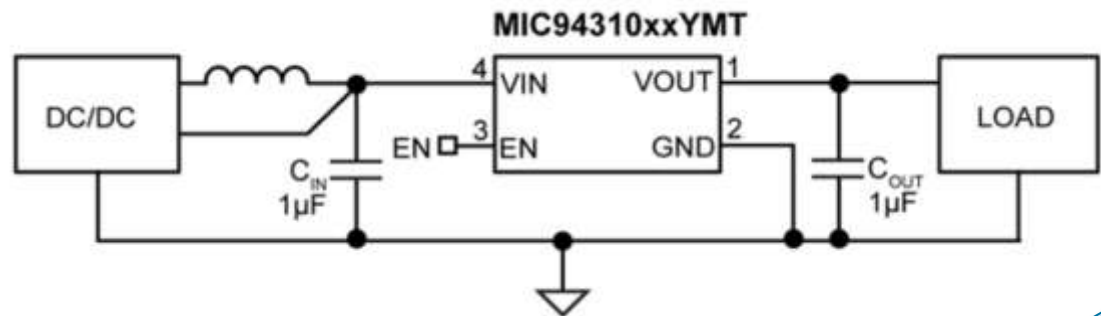 MIC94310xxYMT
DC/DC
4
VIN
VOUT
1
LOAD
EN
3
EN
GND
2
CIN
1µF
COUT
1µF